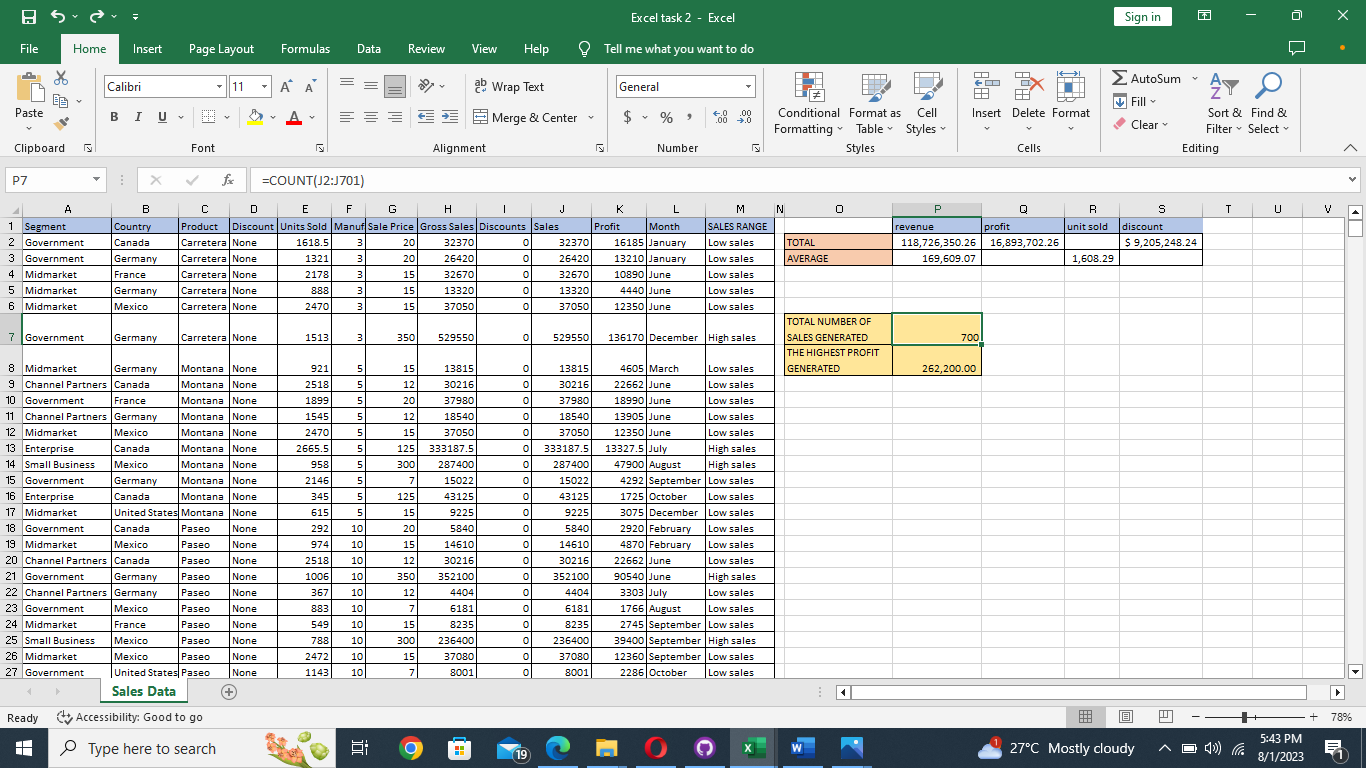 Excel task 2 - Excel
Sign in
File Home Insert Page Layout Formulas Data Review View Help Tell me what you want to do
Paste
Calibri 11
Wrap Text
General
Conditional Formatting
Format as Table
Cell Styles
Insert Delete Format
AutoSum
Fill
Clear
Sort & Filter
Find & Select
B I U A
Merge & Center
$ % ,
Clipboard Font Alignment Number Styles Cells Editing
P7 fx =COUNT(J2:J701)
A B C D E F G H I J K L M N O P Q R S T U V
1 Segment Country Product Discount Units Sold Manuf Sale Price Gross Sales Discounts Sales Profit Month SALES RANGE revenue profit unit sold discount
2 Government Canada Carretera None 1618.5 3 20 32370 0 32370 16185 January Low sales TOTAL 118,726,350.26 16,893,702.26 $ 9,205,248.24
3 Government Germany Carretera None 1321 3 20 26420 0 26420 13210 January Low sales AVERAGE 169,609.07 1,608.29
4 Midmarket France Carretera None 2178 3 15 32670 0 32670 10890 June Low sales
5 Midmarket Germany Carretera None 888 3 15 13320 0 13320 4440 June Low sales
6 Midmarket Mexico Carretera None 2470 3 15 37050 0 37050 12350 June Low sales
7 Government Germany Carretera None 1513 3 350 529550 0 529550 136170 December High sales TOTAL NUMBER OF SALES GENERATED 700
8 Midmarket Germany Montana None 921 5 15 13815 0 13815 4605 March Low sales THE HIGHEST PROFIT GENERATED 262,200.00
9 Channel Partners Canada Montana None 2518 5 12 30216 0 30216 22662 June Low sales
10 Government France Montana None 1899 5 20 37980 0 37980 18990 June Low sales
11 Channel Partners Germany Montana None 1545 5 12 18540 0 18540 13905 June Low sales
12 Midmarket Mexico Montana None 2470 5 15 37050 0 37050 12350 June Low sales
13 Enterprise Canada Montana None 2665.5 5 125 333187.5 0 333187.5 13327.5 July High sales
14 Small Business Mexico Montana None 958 5 300 287400 0 287400 47900 August High sales
15 Government Germany Montana None 2146 5 7 15022 0 15022 4292 September Low sales
16 Enterprise Canada Montana None 345 5 125 43125 0 43125 1725 October Low sales
17 Midmarket United States Montana None 615 5 15 9225 0 9225 3075 December Low sales
18 Government Canada Paseo None 292 10 20 5840 0 5840 2920 February Low sales
19 Midmarket Mexico Paseo None 974 10 15 14610 0 14610 4870 February Low sales
20 Channel Partners Canada Paseo None 2518 10 12 30216 0 30216 22662 June Low sales
21 Government Germany Paseo None 1006 10 350 352100 0 352100 90540 June High sales
22 Channel Partners Germany Paseo None 367 10 12 4404 0 4404 3303 July Low sales
23 Government Mexico Paseo None 883 10 7 6181 0 6181 1766 August Low sales
24 Midmarket France Paseo None 549 10 15 8235 0 8235 2745 September Low sales
25 Small Business Mexico Paseo None 788 10 300 236400 0 236400 39400 September High sales
26 Midmarket Mexico Paseo None 2472 10 15 37080 0 37080 12360 September Low sales
27 Government United States Paseo None 1143 10 7 8001 0 8001 2286 October Low sales
Sales Data
Ready Accessibility: Good to go 78%
Type here to search 19 1 27°C Mostly cloudy 5:43 PM
8/1/2023 1